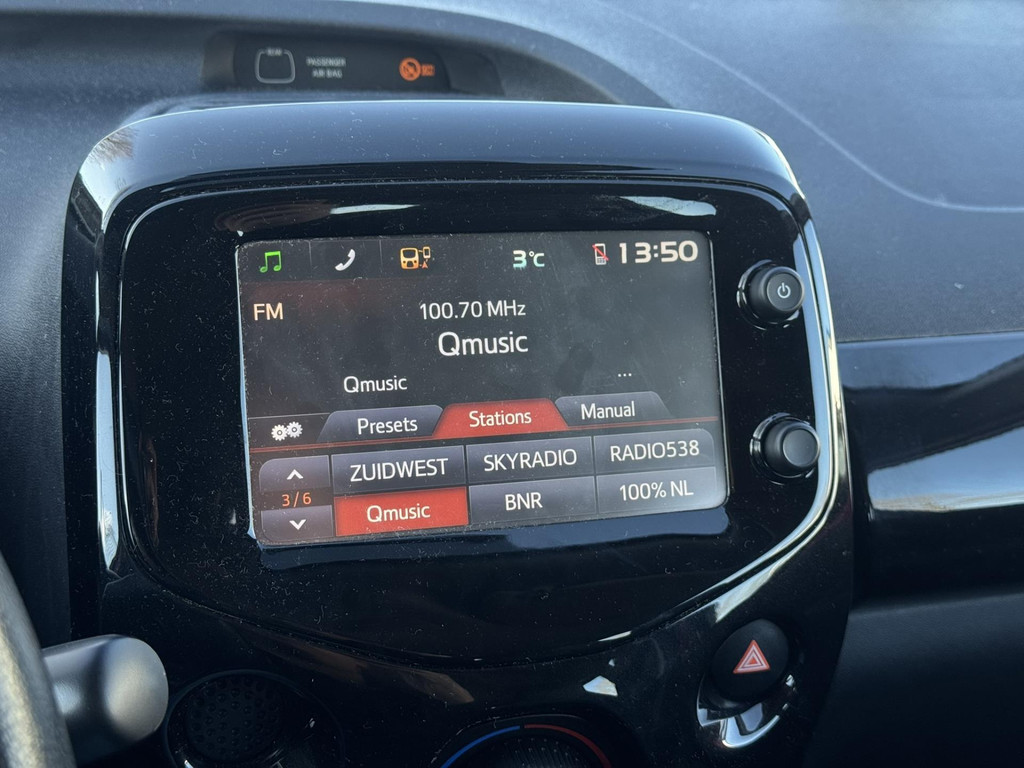 PASSENGER
AIR BAG
3°C
13:50
FM
100.70 MHz
Qmusic
Qmusic
...
Presets
Stations
Manual
ZUIDWEST
SKYRADIO
RADIO538
3/6
Qmusic
BNR
100% NL